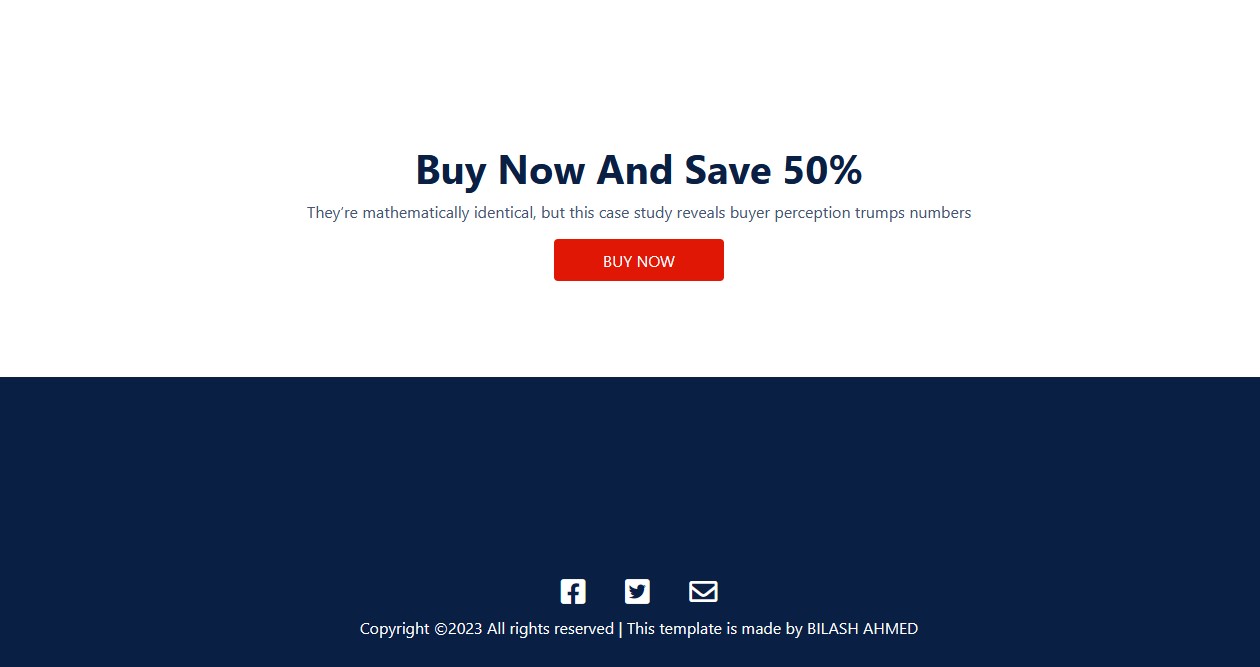 Buy Now And Save 50%
They’re mathematically identical, but this case study reveals buyer perception trumps numbers
BUY NOW
Copyright ©2023 All rights reserved | This template is made by BILASH AHMED